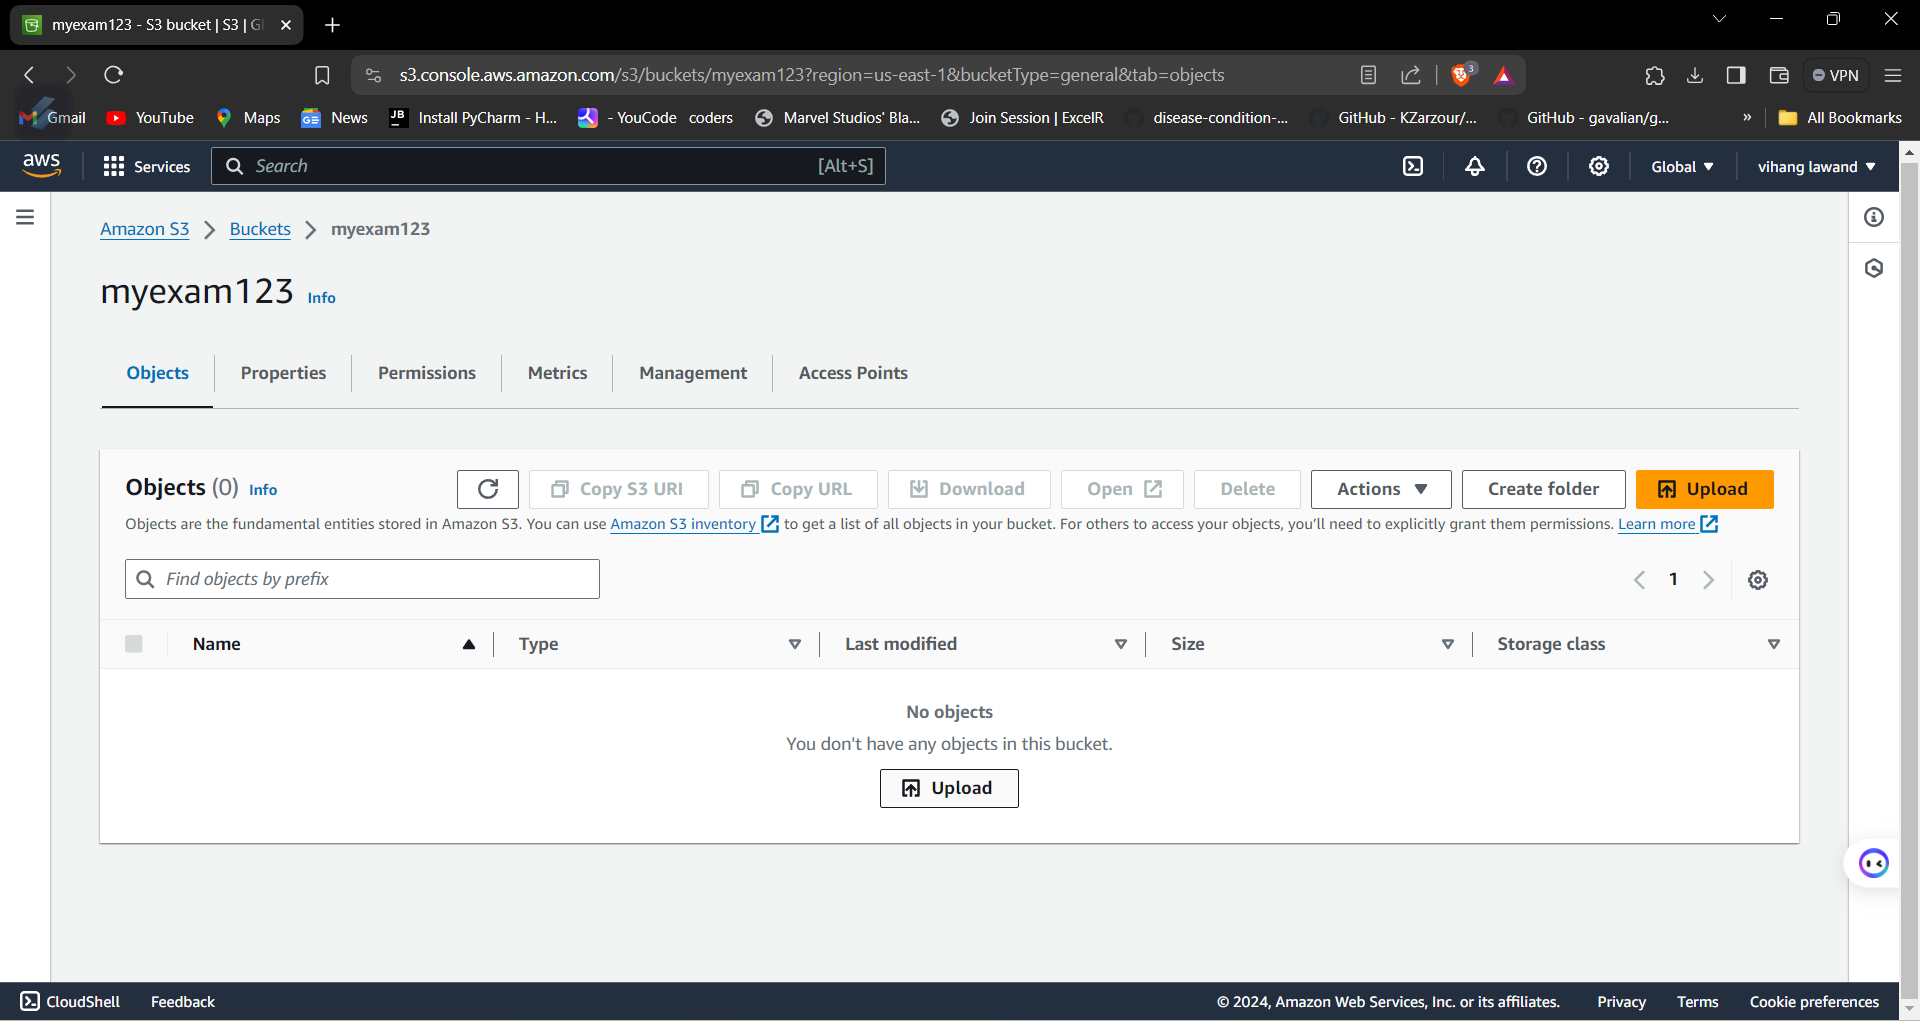 myexam123 - S3 bucket | S3 | Gl
s3.console.aws.amazon.com/s3/buckets/myexam123?region=us-east-1&bucketType=general&tab=objects
3
VPN
Gmail YouTube Maps GE News JB Install PyCharm - H... - YouCode coders Marvel Studios' Bla... Join Session | ExcelR disease-condition-... GitHub - KZarzour/... GitHub - gavalian/g... » All Bookmarks
aws Services Search [Alt+S] Global vihang lawand
Amazon S3 Buckets myexam123
myexam123 Info
Objects Properties Permissions Metrics Management Access Points
Objects (0) Info Copy S3 URI Copy URL Download Open Delete Actions Create folder Upload
Objects are the fundamental entities stored in Amazon S3. You can use Amazon S3 inventory to get a list of all objects in your bucket. For others to access your objects, you'll need to explicitly grant them permissions. Learn more
Find objects by prefix 1
Name Type Last modified Size Storage class
No objects
You don't have any objects in this bucket.
Upload
CloudShell Feedback © 2024, Amazon Web Services, Inc. or its affiliates. Privacy Terms Cookie preferences